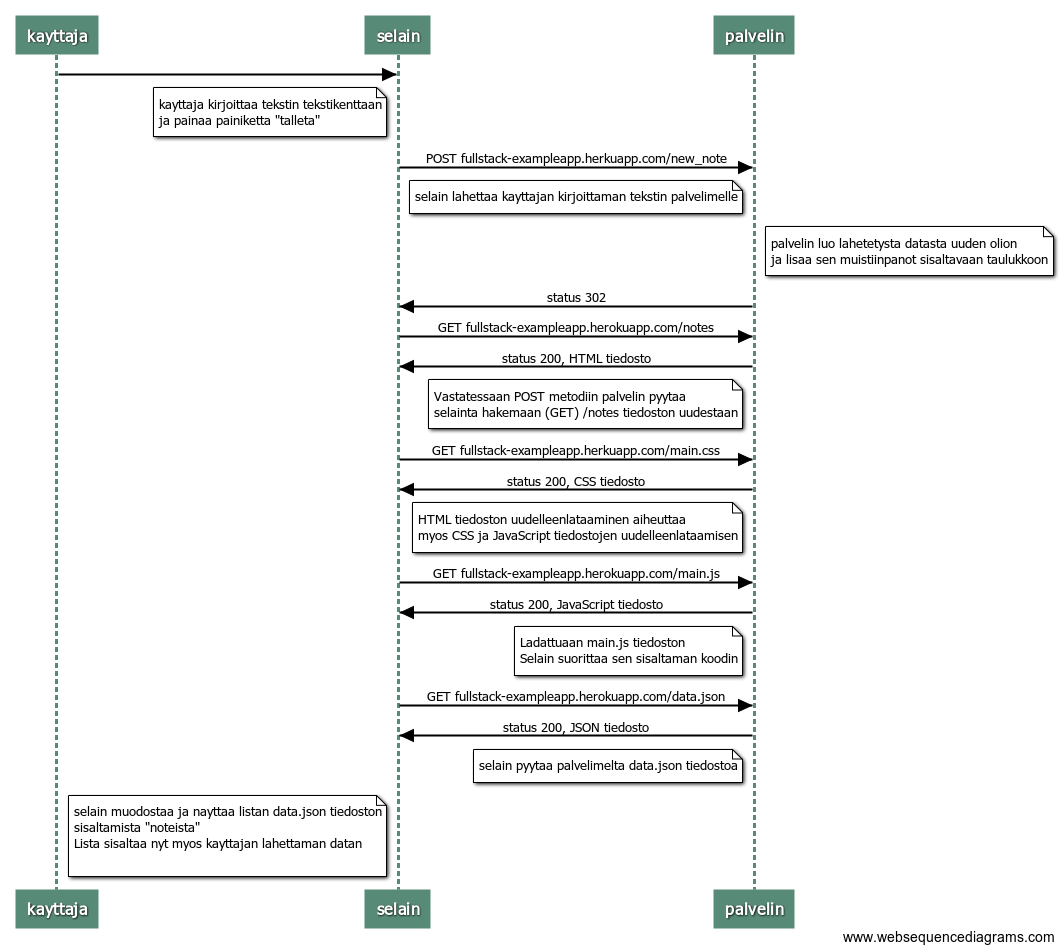 kayttaja
selain
palvelin
kayttaja kirjoittaa tekstin tekstikenttaan
ja painaa painiketta "talleta"
POST fullstack-exampleapp.herkuapp.com/new_note
selain lahettaa kayttajan kirjoittaman tekstin palvelimelle
palvelin luo lahetetysta datasta uuden olion
ja lisaa sen muistiinpanot sisaltavaan taulukkoon
status 302
GET fullstack-exampleapp.herokuapp.com/notes
status 200, HTML tiedosto
Vastatessaan POST metodiin palvelin pyytaa
selainta hakemaan (GET) /notes tiedoston uudestaan
GET fullstack-exampleapp.herkuapp.com/main.css
status 200, CSS tiedosto
HTML tiedoston uudelleenlataaminen aiheuttaa
myos CSS ja JavaScript tiedostojen uudelleenlataamisen
GET fullstack-exampleapp.herokuapp.com/main.js
status 200, JavaScript tiedosto
Ladattuaan main.js tiedoston
Selain suorittaa sen sisaltaman koodin
GET fullstack-exampleapp.herokuapp.com/data.json
status 200, JSON tiedosto
selain pyytaa palvelimelta data.json tiedostoa
selain muodostaa ja nayttaa listan data.json tiedoston
sisaltamista "noteista"
Lista sisaltaa nyt myos kayttajan lahettaman datan
kayttaja
selain
palvelin
www.websequencediagrams.com